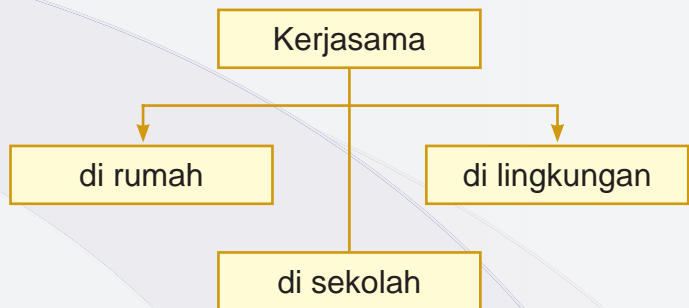 Kerjasama
di rumah
di lingkungan
di sekolah